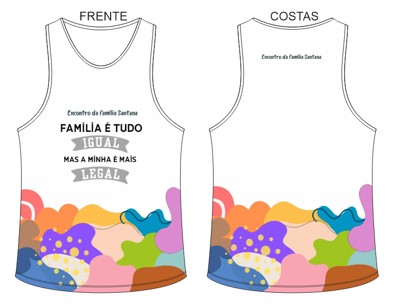 FRENTE
Encontro da família Santana
FAMÍLIA É TUDO
IGUAL
MAS A MINHA É MAIS
LEGAL
COSTAS
Encontro da família Santana